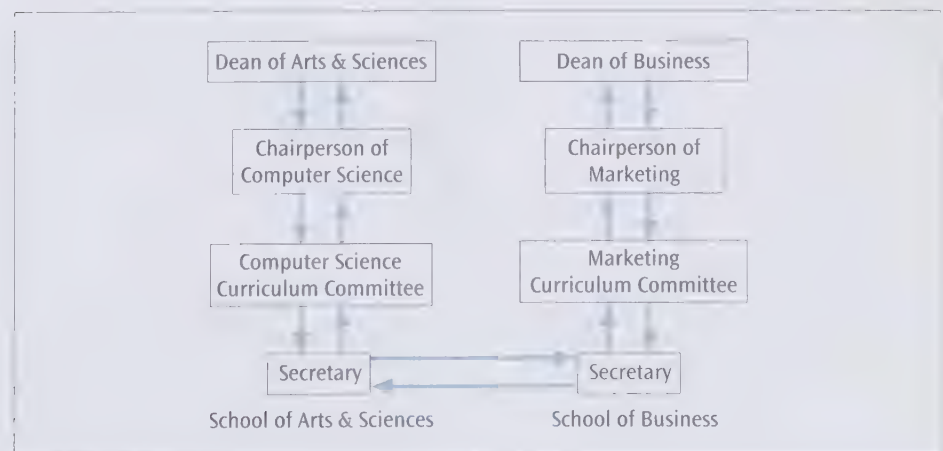 Dean of Arts & Sciences
Chairperson of
Computer Science
Computer Science
Curriculum Committee
Secretary
School of Arts & Sciences
Dean of Business
Chairperson of
Marketing
Marketing
Curriculum Committee
Secretary
School of Business